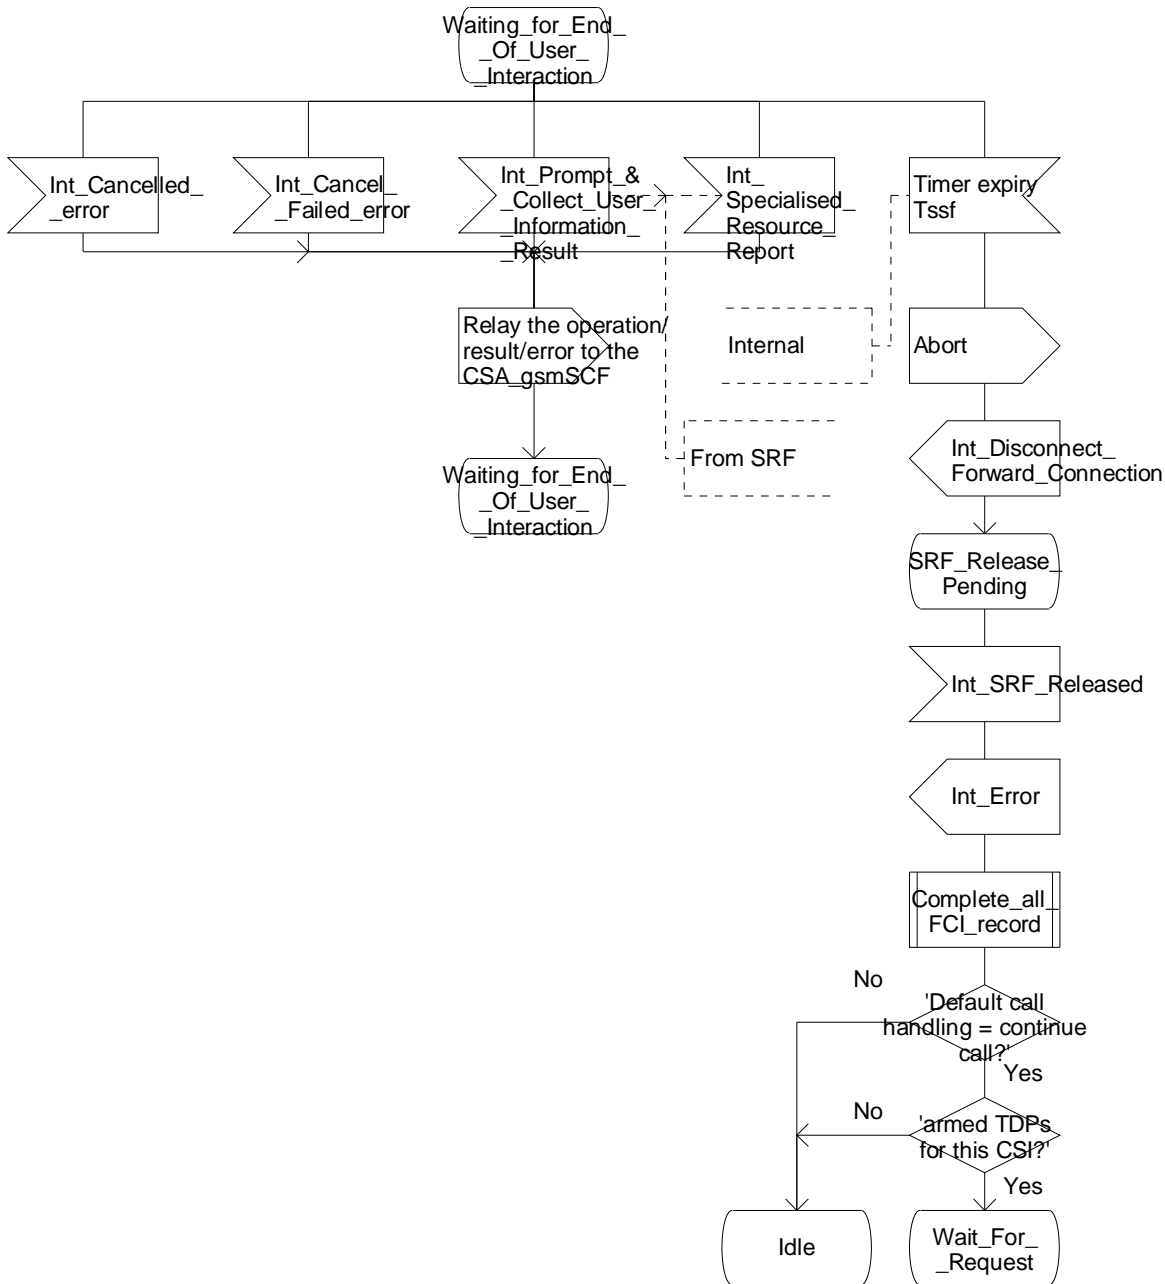 Waiting_for_End_
_Of_User_
_Interaction
Int_Cancelled_
_error
Int_Cancel_
_Failed_error
Int_Prompt_&
_Collect_User_
_Information_
_Result
Int_
Specialised_
Resource_
Report
Timer expiry
Tssf
Relay the operation/
result/error to the
CSA_gsmSCF
Internal
Abort
Waiting_for_End_
_Of_User_
_Interaction
From SRF
Int_Disconnect_
Forward_Connection
SRF_Release_
Pending
Int_SRF_Released
Int_Error
Complete_all_
FCI_record
No
'Default call
handling = continue
call?'
Yes
No
'armed TDPs
for this CSI?'
Yes
Idle
Wait_For_
_Request